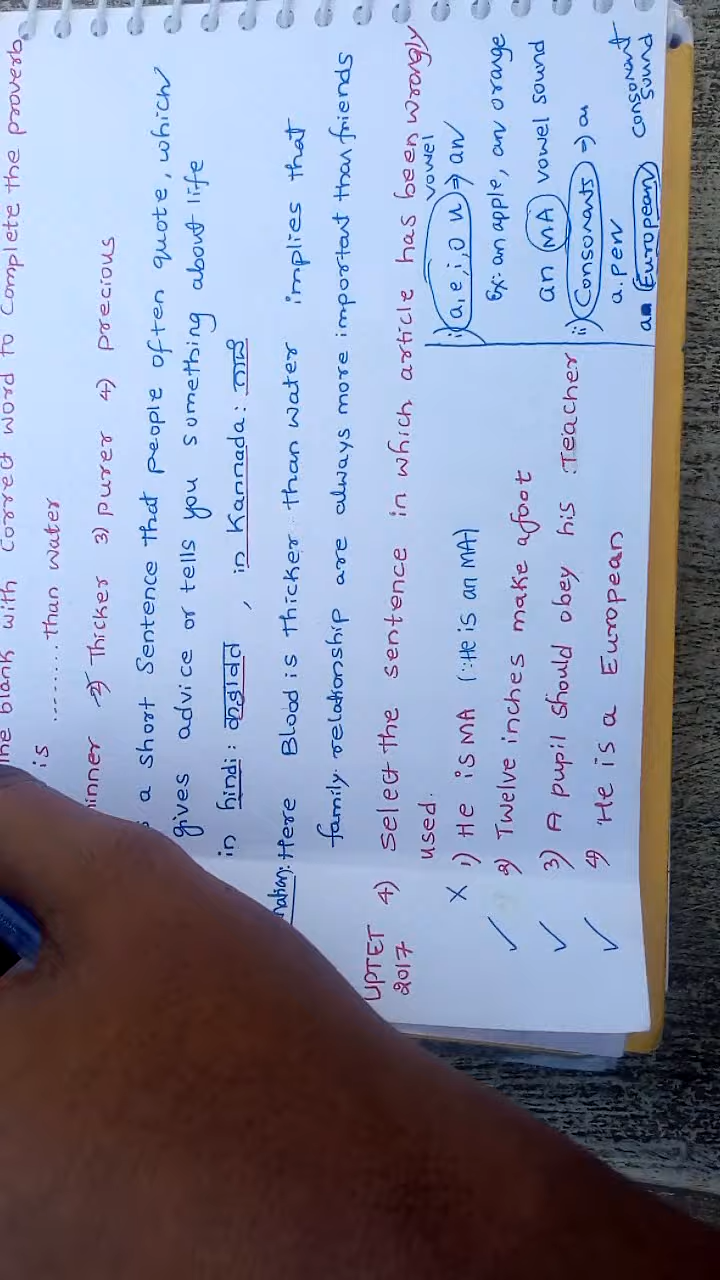 he blank with correct word to complete the proverb
is ........ than water
inner 2) Thicker 3) purer 4) precious
a short Sentence that people often quote, which
gives advice or tells you something about life
in hindi: कहावत , in Kannada: ಗಾದೆ
nation: Here Blood is thicker than water implies that
family relationship are always more important than friends
UPTET 2017 4) Select the sentence in which article has been wrongly
used.
X 1) He is MA (∵ He is an MA)
✓ 2) Twelve inches make a foot
✓ 3) A pupil should obey his Teacher
✓ 4) He is a European
vowel
i) a, e, i, o u ⇒ an
Ex: an apple, an orange
an MA vowel sound
ii) Consonants ⇒ a
a pen
a European consonant sound